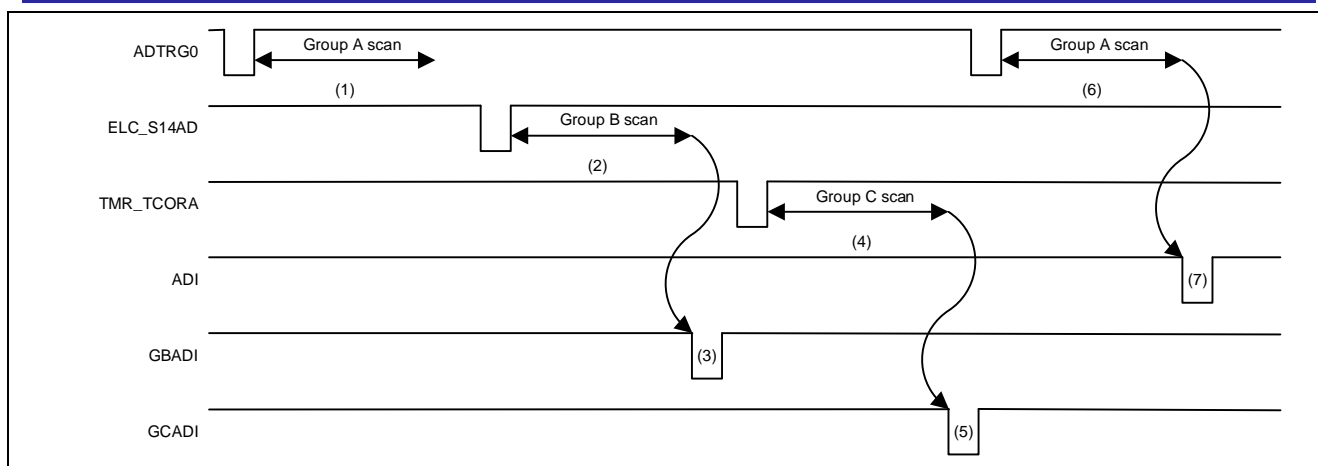 ADTRG0
Group A scan
Group A scan
(1)
(6)
ELC_S14AD
Group B scan
(2)
TMR_TCORA
Group C scan
(4)
ADI
(7)
GBADI
(3)
GCADI
(5)